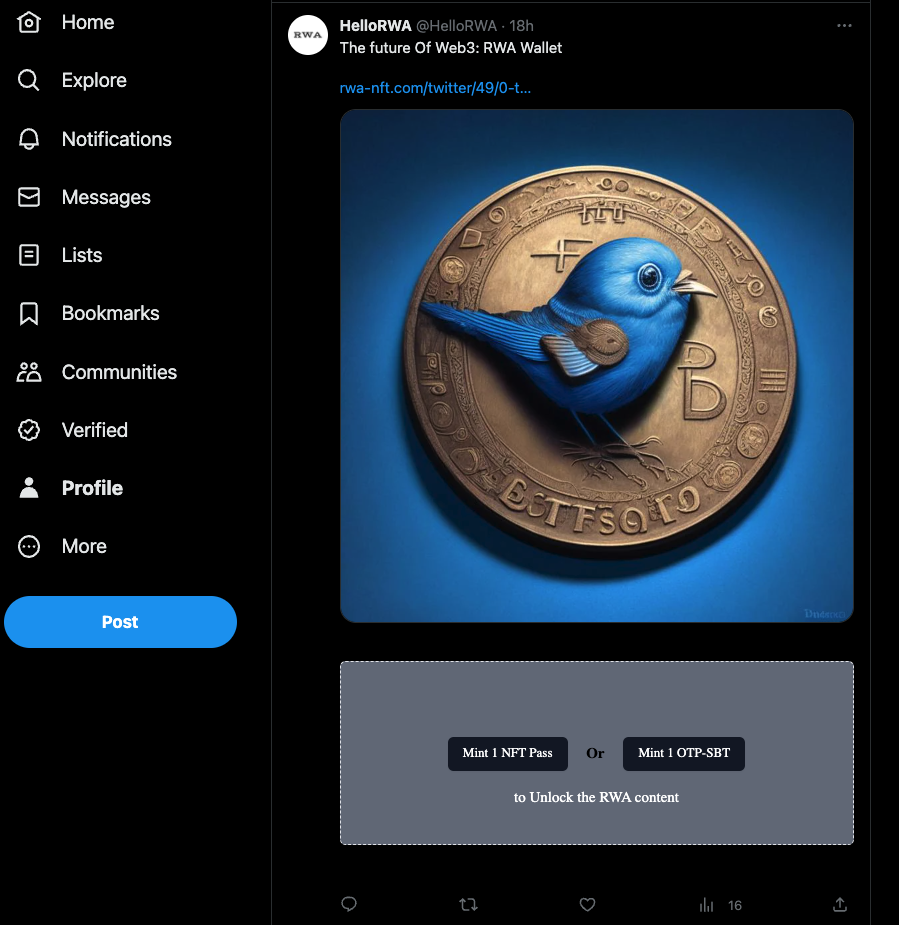 Home
Explore
Notifications
Messages
Lists
Bookmarks
Communities
Verified
Profile
More
Post
RWA
HelloRWA @HelloRWA · 18h
The future Of Web3: RWA Wallet
rwa-nft.com/twitter/49/0-t...
Mint 1 NFT Pass Or Mint 1 OTP-SBT
to Unlock the RWA content
16